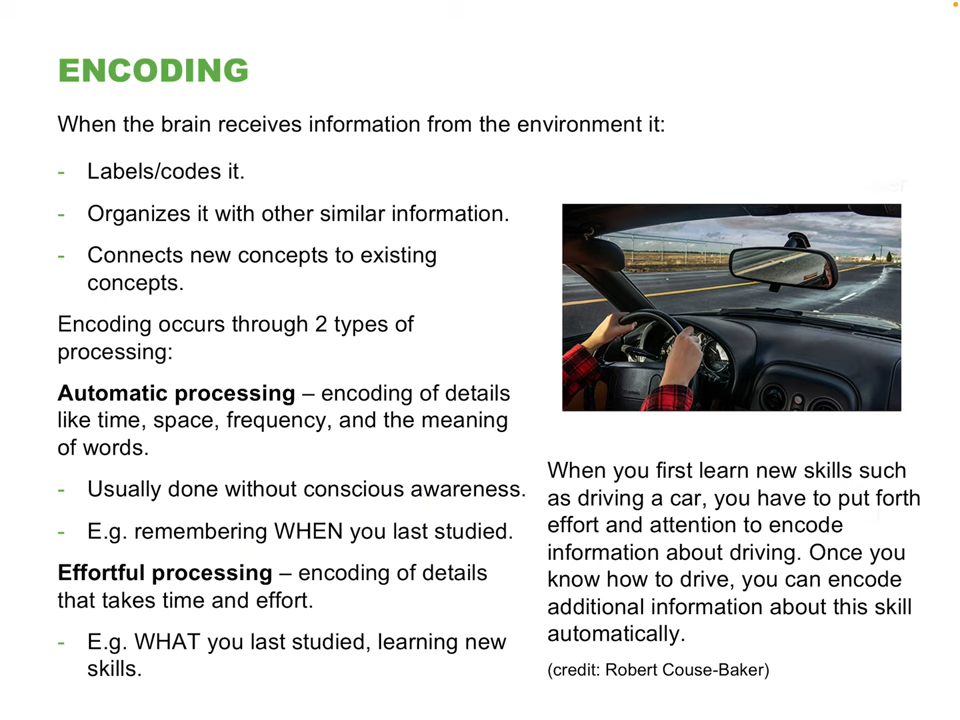 ENCODING
When the brain receives information from the environment it:
- Labels/codes it.
- Organizes it with other similar information.
- Connects new concepts to existing
concepts.
Encoding occurs through 2 types of
processing:
Automatic processing – encoding of details
like time, space, frequency, and the meaning
of words.
- Usually done without conscious awareness.
- E.g. remembering WHEN you last studied.
Effortful processing – encoding of details
that takes time and effort.
- E.g. WHAT you last studied, learning new
skills.
When you first learn new skills such
as driving a car, you have to put forth
effort and attention to encode
information about driving. Once you
know how to drive, you can encode
additional information about this skill
automatically.
(credit: Robert Couse-Baker)